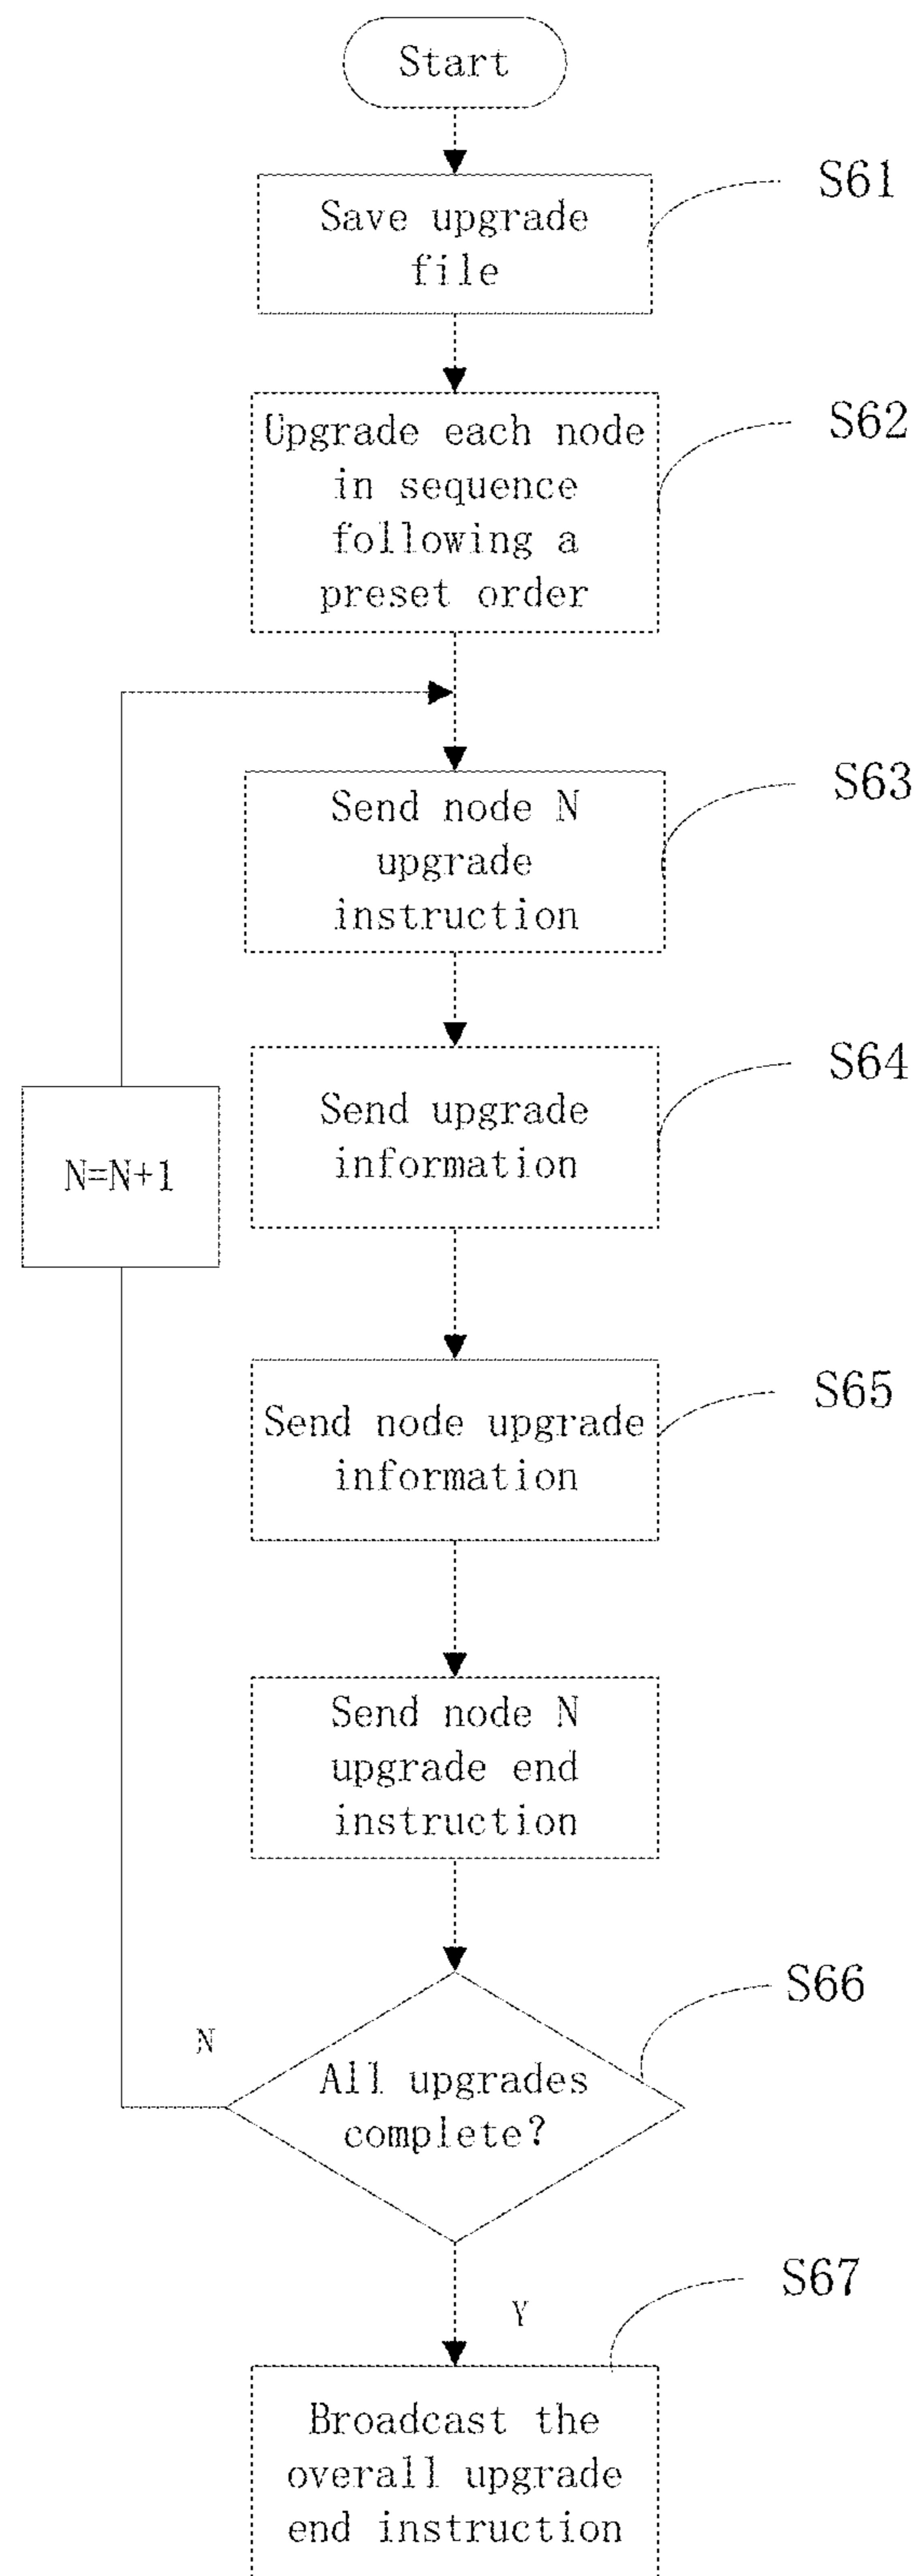 Start
S61
Save upgrade
file
S62
Upgrade each node
in sequence
following a
preset order
S63
Send node N
upgrade
instruction
S64
Send upgrade
information
N=N+1
S65
Send node upgrade
information
Send node N
upgrade end
instruction
S66
N
All upgrades
complete?
S67
Y
Broadcast the
overall upgrade
end instruction